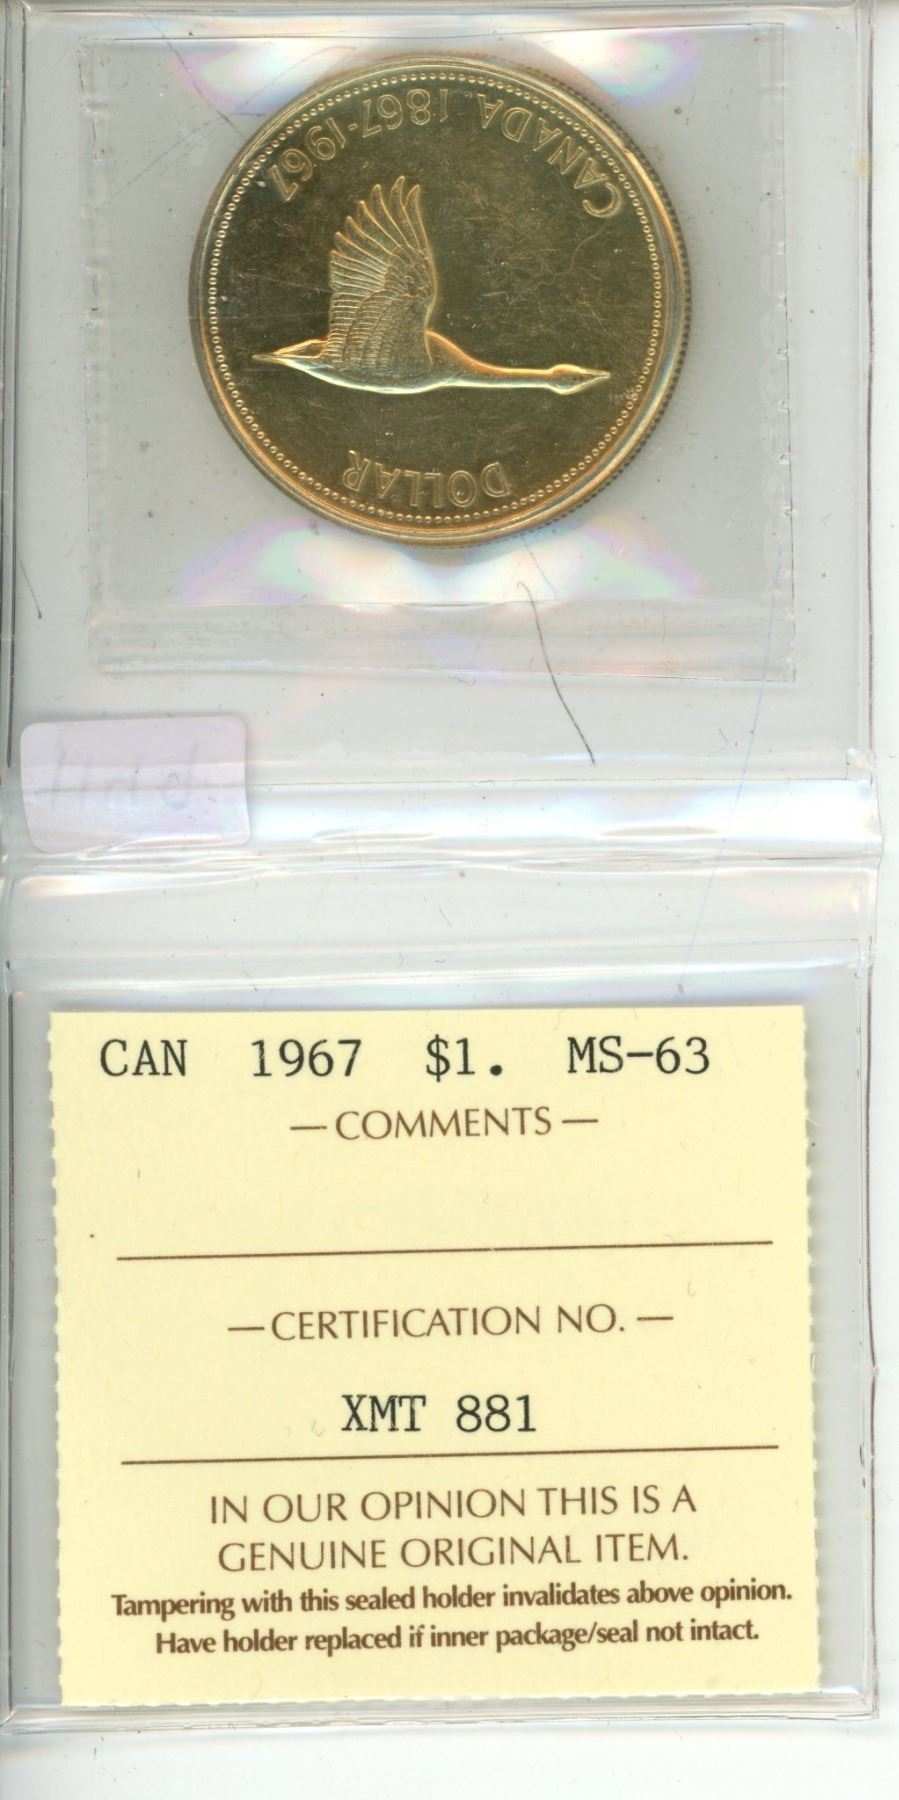 CANADA 1867-1967
DOLLAR
CAN 1967 $1. MS-63
— COMMENTS —
— CERTIFICATION NO. —
XMT 881
IN OUR OPINION THIS IS A
GENUINE ORIGINAL ITEM.
Tampering with this sealed holder invalidates above opinion.
Have holder replaced if inner package/seal not intact.